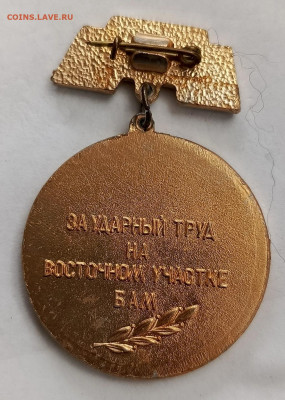 COINS.LAVE.RU
ЗА УДАРНЫЙ ТРУД
НА
ВОСТОЧНОМ УЧАСТКЕ
БАМ